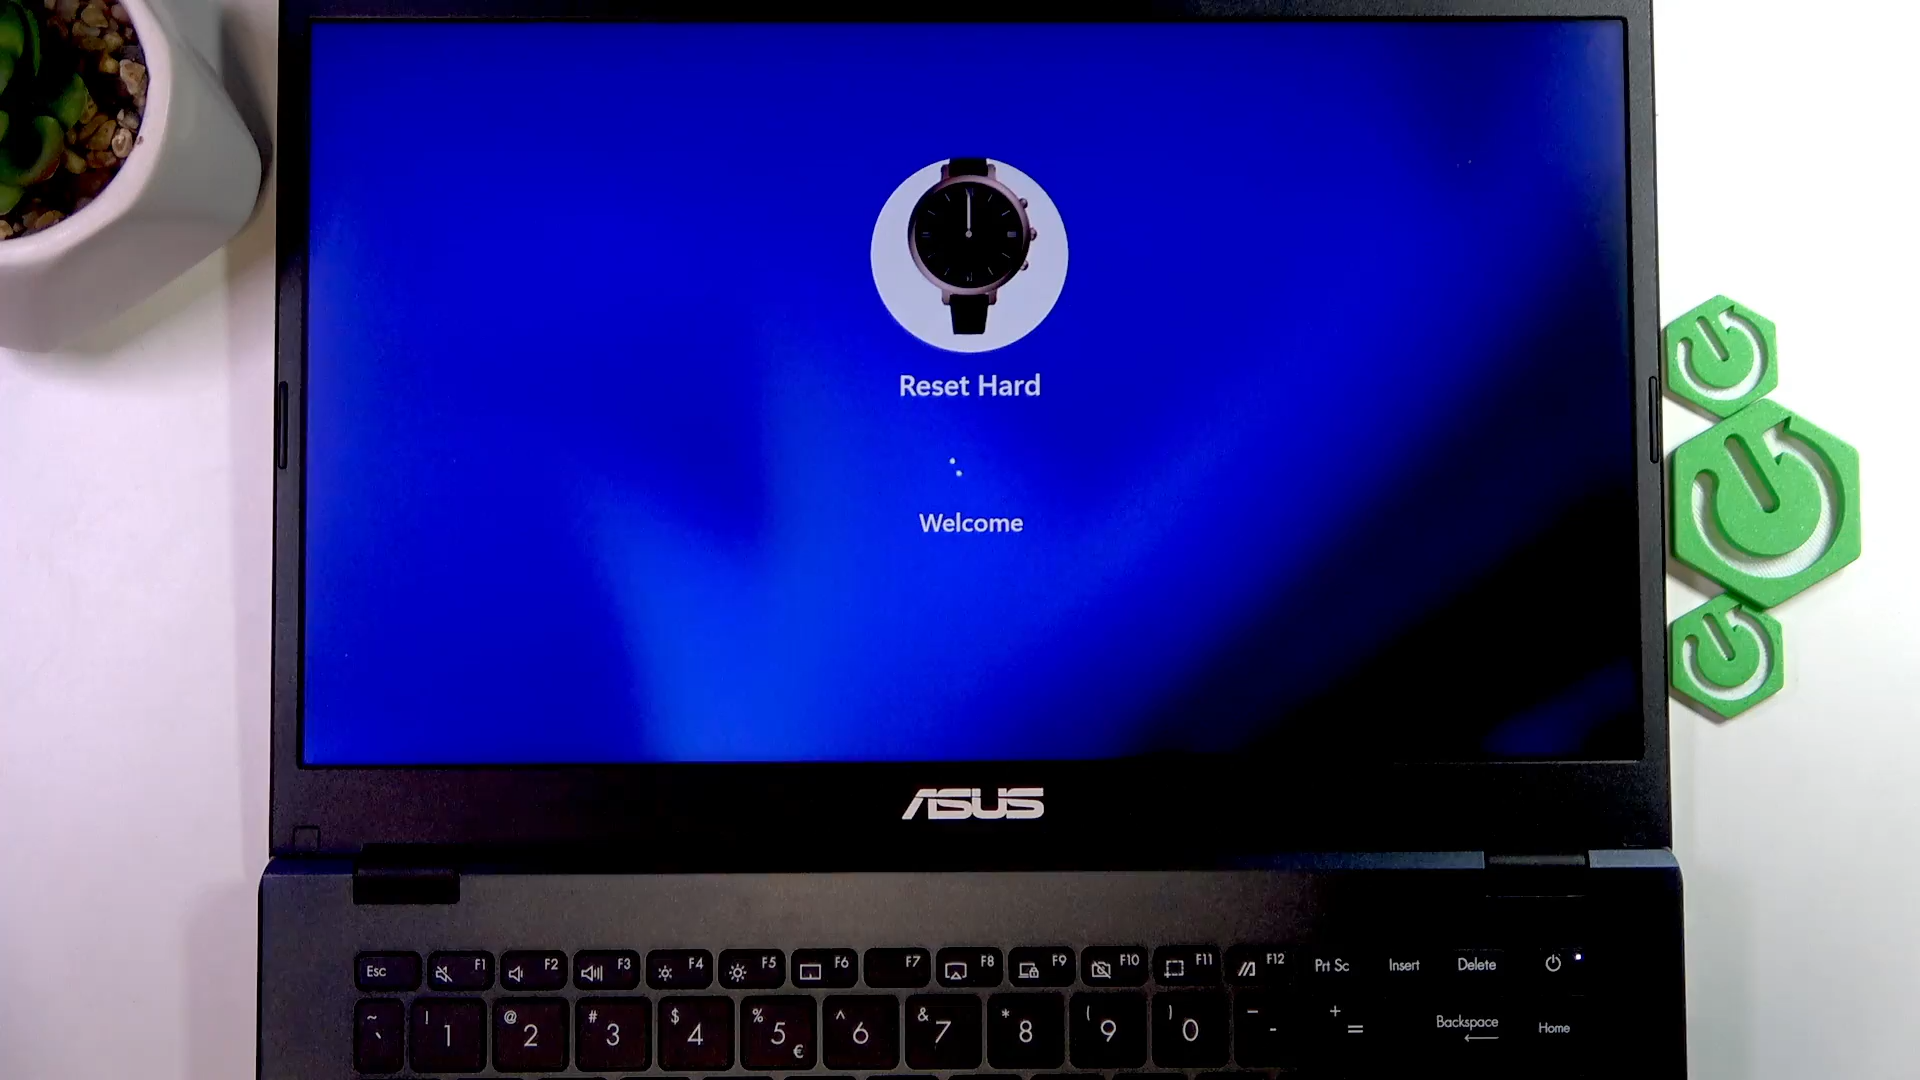 Reset Hard
Welcome
ASUS
Esc F1 F2 F3 F4 F5 F6 F7 F8 F9 F10 F11 F12 Prt Sc Insert Delete
~ ` ! 1 @ 2 # 3 $ 4 % 5 € ^ 6 & 7 * 8 ( 9 ) 0 - + = Backspace Home